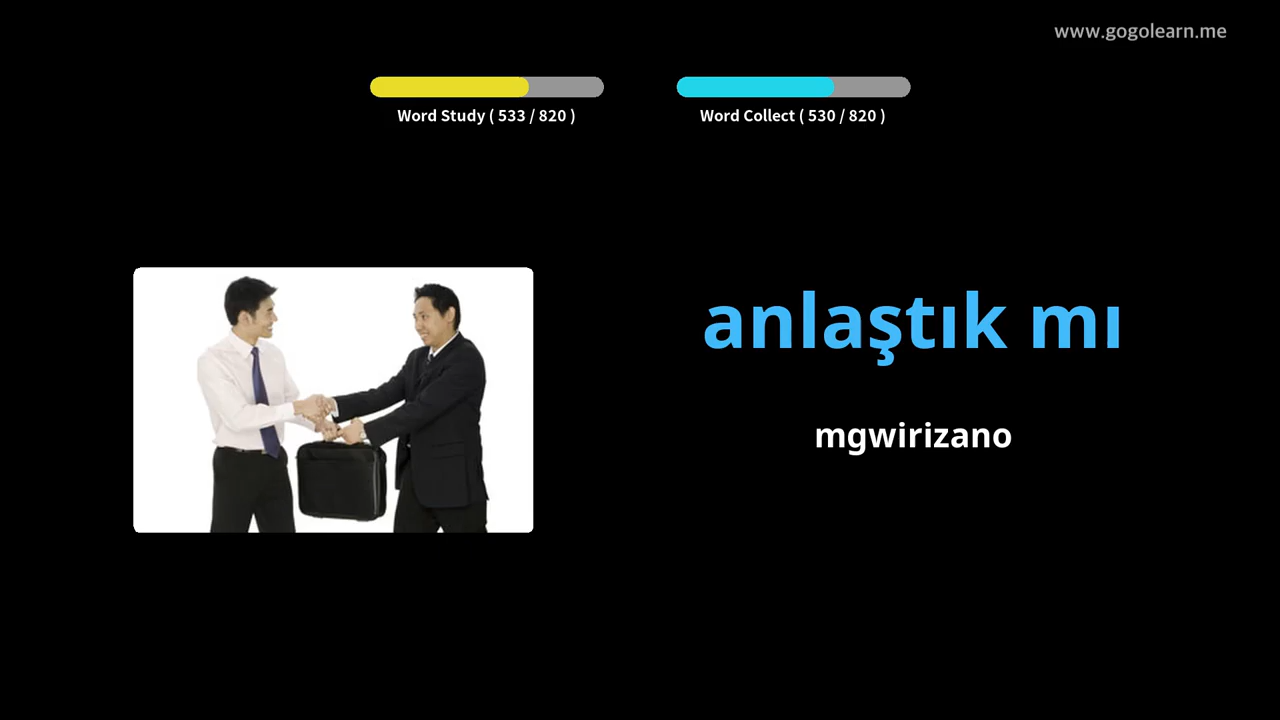 www.gogolearn.me
Word Study ( 533 / 820 )
Word Collect ( 530 / 820 )
anlaştık mı
mgwirizano